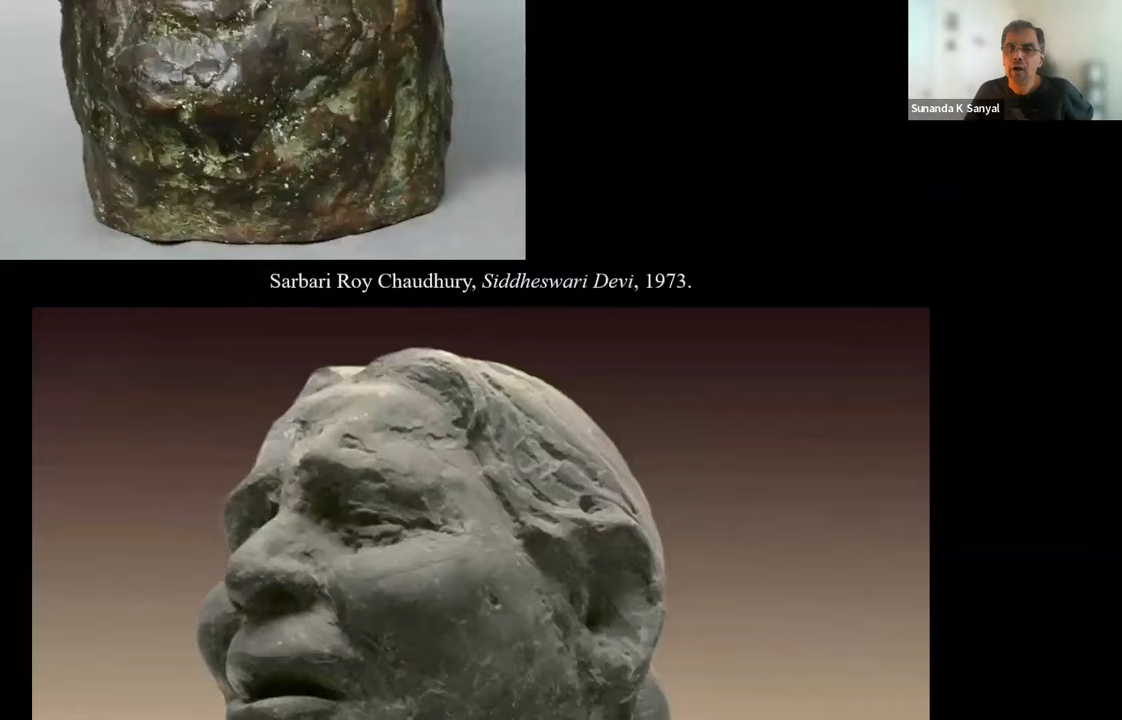 Sunanda K Sanyal
Sarbari Roy Chaudhury, Siddheswari Devi, 1973.